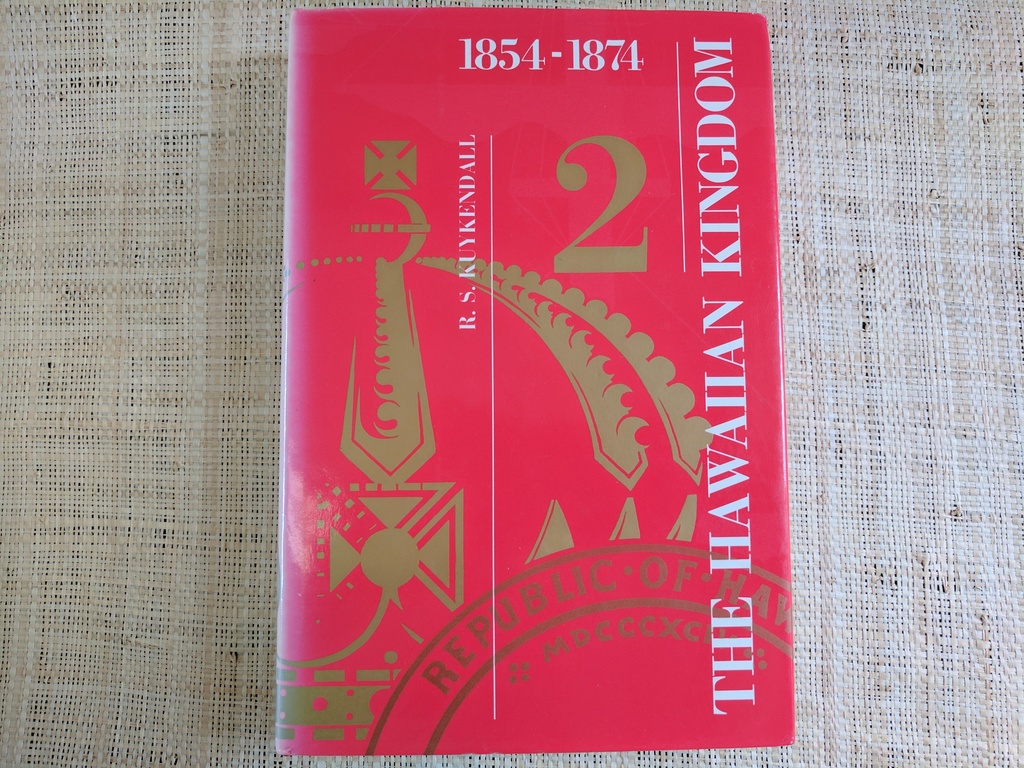 1854-1874
2
R. S. KUYKENDALL
THE HAWAIIAN KINGDOM
REPUBLIC·OF·HAW
MDCCCXCI